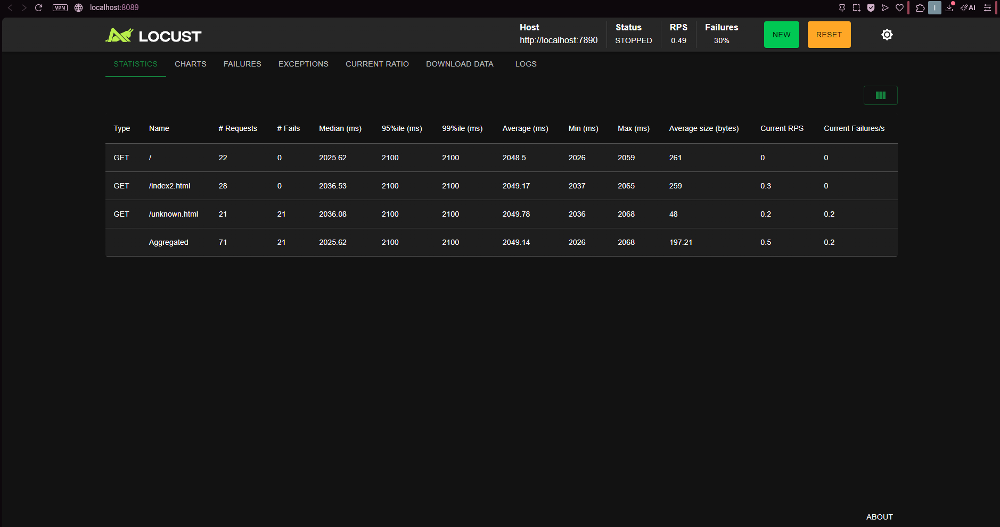 VPN localhost:8089 I AI
LOCUST
Host Status RPS Failures
http://localhost:7890 STOPPED 0.49 30% NEW RESET
STATISTICS CHARTS FAILURES EXCEPTIONS CURRENT RATIO DOWNLOAD DATA LOGS
Type Name # Requests # Fails Median (ms) 95%ile (ms) 99%ile (ms) Average (ms) Min (ms) Max (ms) Average size (bytes) Current RPS Current Failures/s
GET / 22 0 2025.62 2100 2100 2048.5 2026 2059 261 0 0
GET /index2.html 28 0 2036.53 2100 2100 2049.17 2037 2065 259 0.3 0
GET /unknown.html 21 21 2036.08 2100 2100 2049.78 2036 2068 48 0.2 0.2
Aggregated 71 21 2025.62 2100 2100 2049.14 2026 2068 197.21 0.5 0.2
ABOUT